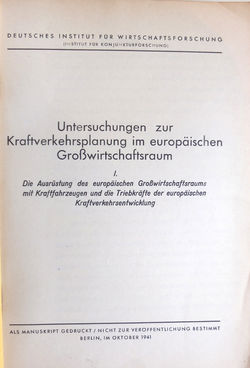 DEUTSCHES INSTITUT FÜR WIRTSCHAFTSFORSCHUNG
(INSTITUT FÜR KONJUNKTURFORSCHUNG)
Untersuchungen zur
Kraftverkehrsplanung im europäischen
Großwirtschaftsraum
I.
Die Ausrüstung des europäischen Großwirtschaftsraums
mit Kraftfahrzeugen und die Triebkräfte der europäischen
Kraftverkehrsentwicklung
ALS MANUSKRIPT GEDRUCKT / NICHT ZUR VERÖFFENTLICHUNG BESTIMMT
BERLIN, IM OKTOBER 1941